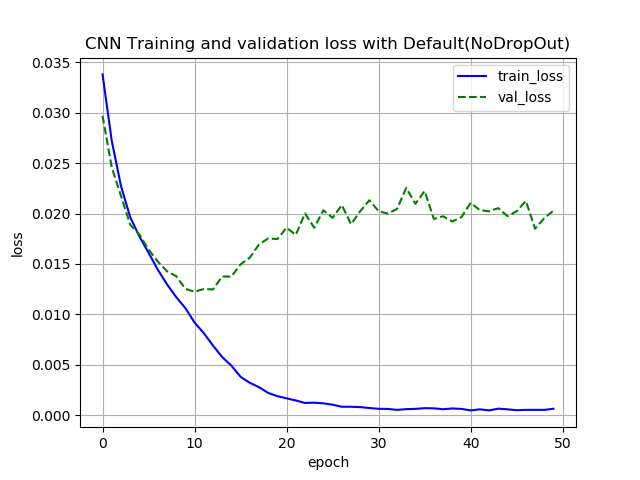 CNN Training and validation loss with Default(NoDropOut)
train_loss
val_loss
0.035
0.030
0.025
0.020
0.015
0.010
0.005
0.000
loss
0 10 20 30 40 50
epoch